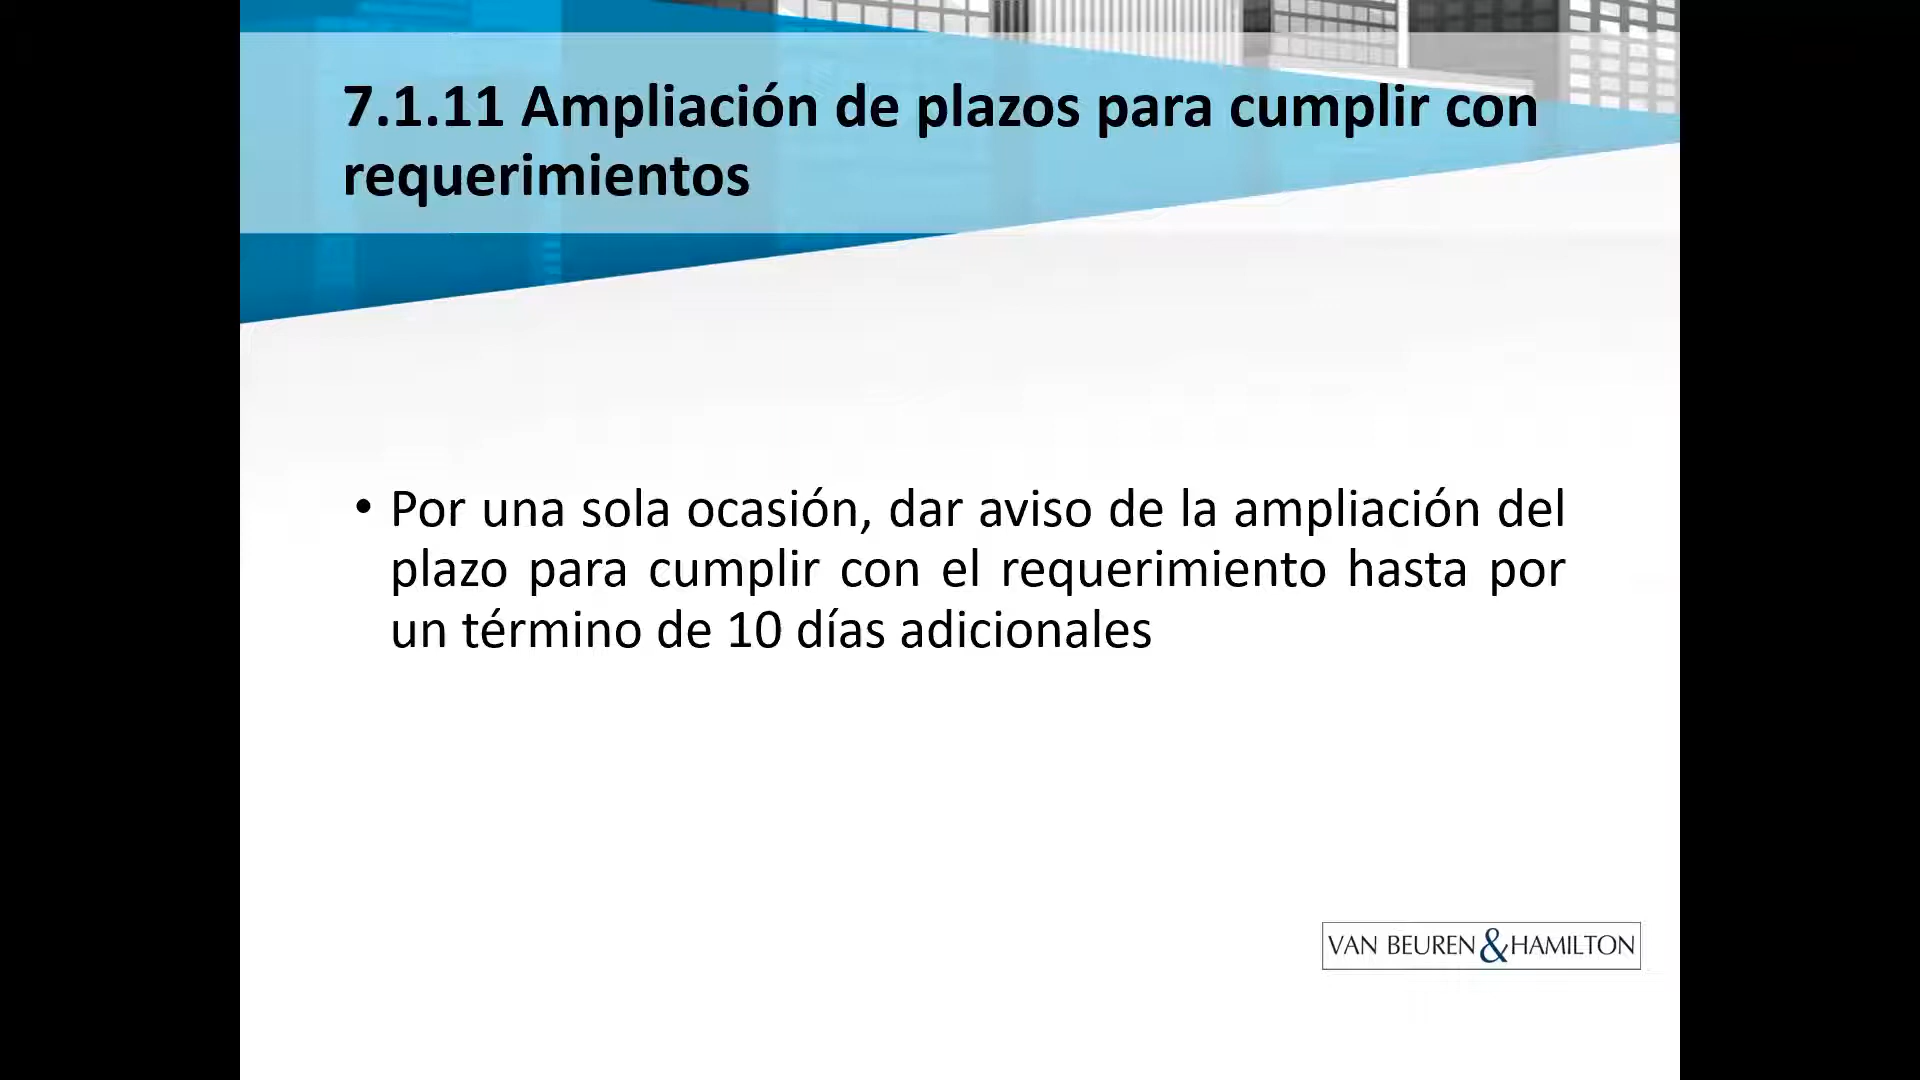 7.1.11 Ampliación de plazos para cumplir con
requerimientos
• Por una sola ocasión, dar aviso de la ampliación del
plazo para cumplir con el requerimiento hasta por
un término de 10 días adicionales
VAN BEUREN & HAMILTON